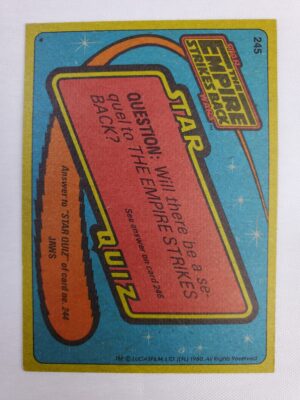 245
STAR
THE
EMPIRE
STRIKES BACK
WARS
STAR
QUIZ
QUESTION: Will there be a se-
quel to THE EMPIRE STRIKES
BACK?
See answer on card 246
Answer to "STAR QUIZ" of card no. 244
JAWS
TM: © LUCASFILM, LTD. (LFL) 1980. All Rights Reserved
*